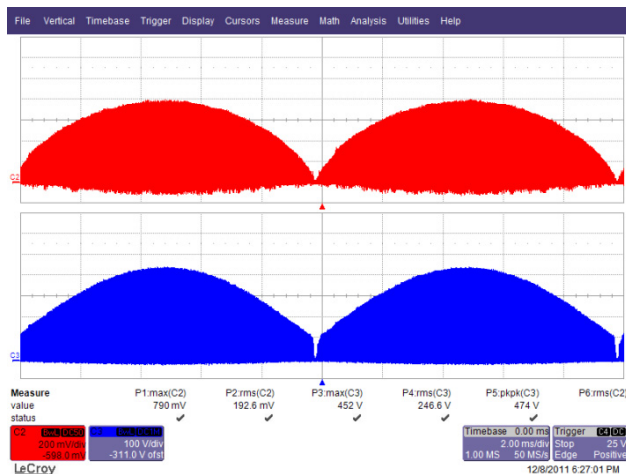 File Vertical Timebase Trigger Display Cursors Measure Math Analysis Utilities Help
C2
C3
Measure P1:max(C2) P2:rms(C2) P3:max(C3) P4:rms(C3) P5:pkpk(C3) P6:rms(C2)
value 790 mV 192.6 mV 452 V 246.6 V 474 V
status
C2 BwL DC50
200 mV/div
-598.0 mV
100 V/div
-311.0 V ofst
Timebase 0.00 ms
2.00 ms/div
1.00 MS 50 MS/s
Trigger C4 DC
Stop 25 V
Edge Positive
LeCroy 12/8/2011 6:27:01 PM